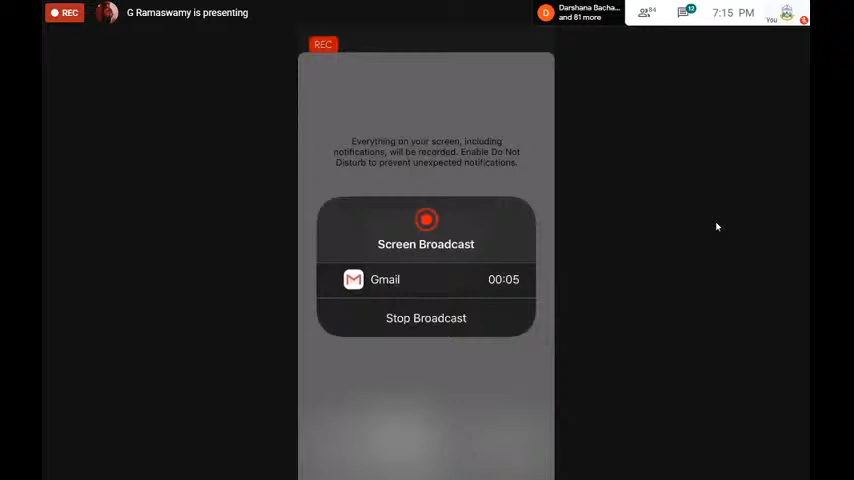 REC
G Ramaswamy is presenting
D
Darshana Bacha...
and 81 more
84
12
7:15 PM
You
REC
Everything on your screen, including
notifications, will be recorded. Enable Do Not
Disturb to prevent unexpected notifications.
Screen Broadcast
Gmail
00:05
Stop Broadcast